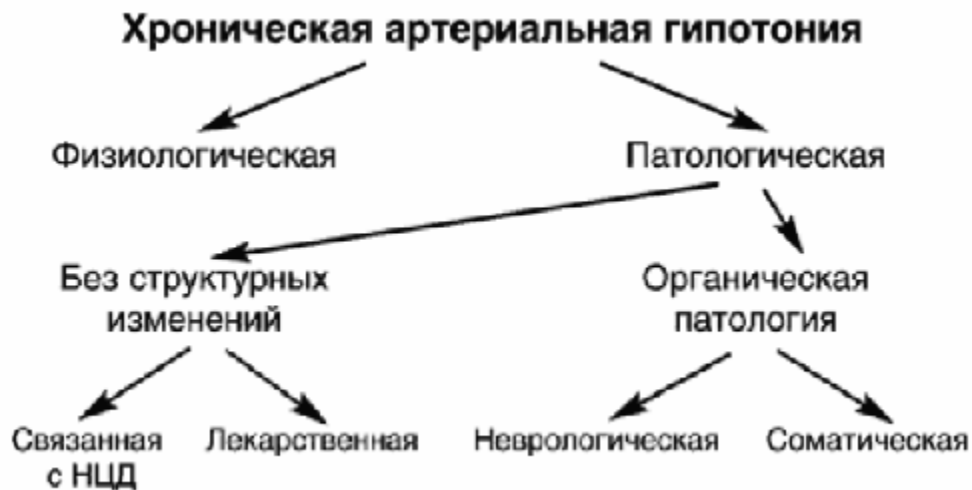 Хроническая артериальная гипотония
Физиологическая
Патологическая
Без структурных
изменений
Органическая
патология
Связанная
с НЦД
Лекарственная
Неврологическая
Соматическая